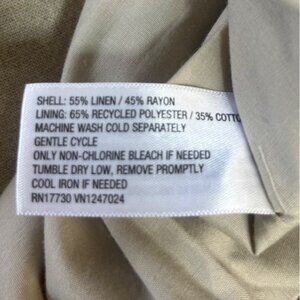 SHELL: 55% LINEN / 45% RAYON
LINING: 65% RECYCLED POLYESTER / 35% COTTO
MACHINE WASH COLD SEPARATELY
GENTLE CYCLE
ONLY NON-CHLORINE BLEACH IF NEEDED
TUMBLE DRY LOW, REMOVE PROMPTLY
COOL IRON IF NEEDED
RN17730 VN1247024